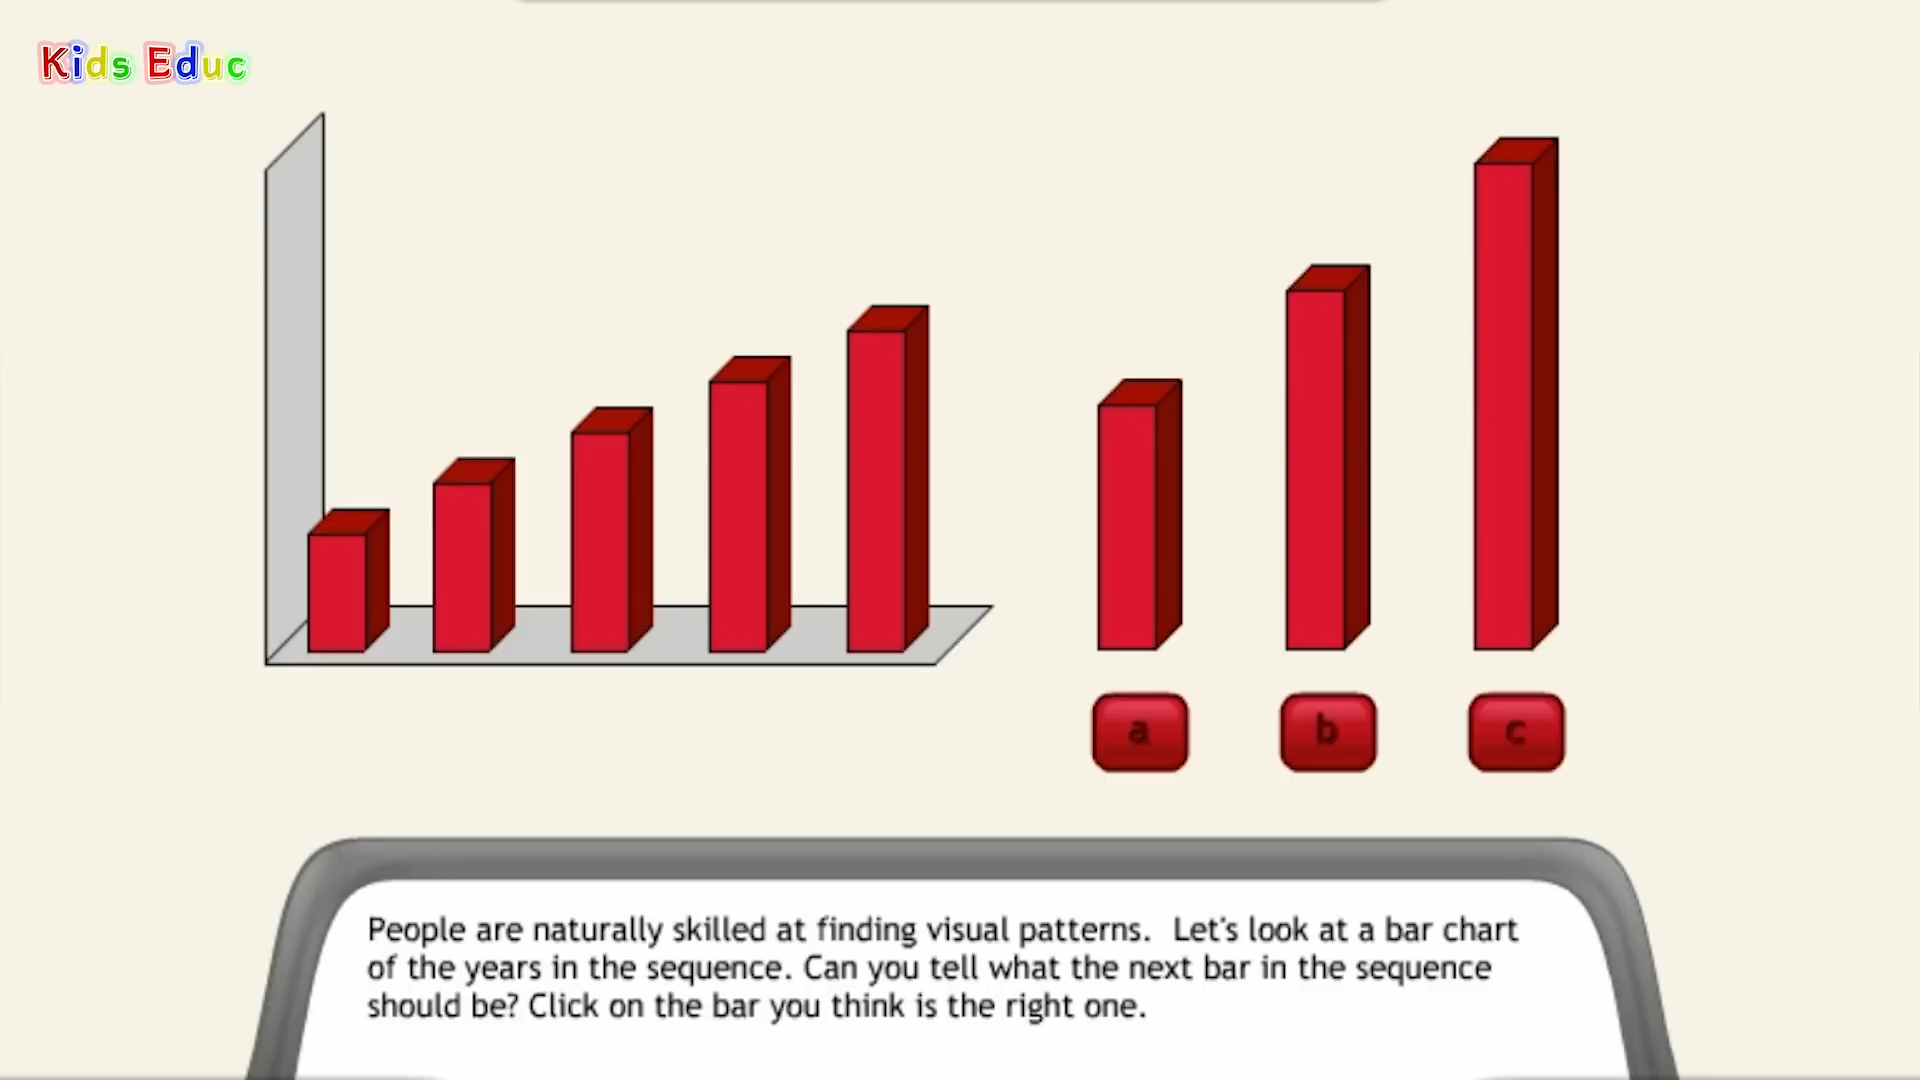 Kids Educ
a
b
c
People are naturally skilled at finding visual patterns.  Let's look at a bar chart
of the years in the sequence. Can you tell what the next bar in the sequence
should be? Click on the bar you think is the right one.